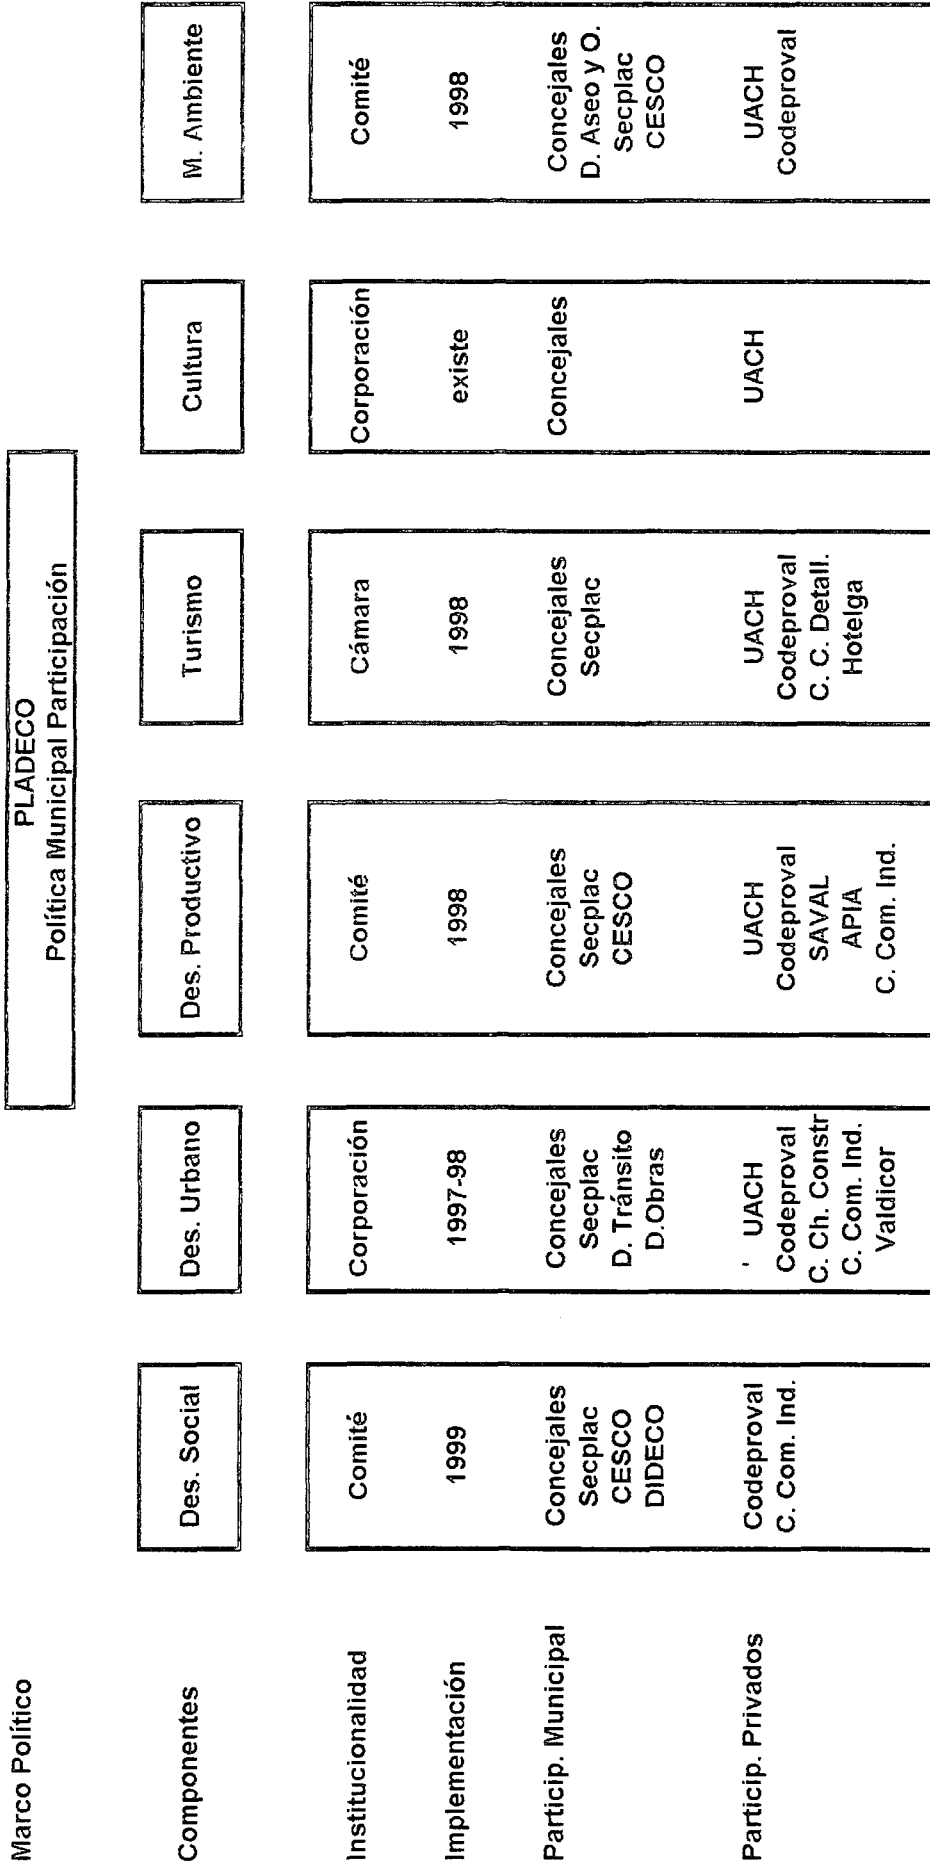 Marco Político
PLADECO
Política Municipal Participación
Componentes
Des. Social
Des. Urbano
Des. Productivo
Turismo
Cultura
M. Ambiente
Institucionalidad
Comité
Corporación
Comité
Cámara
Corporación
Comité
Implementación
1999
1997-98
1998
1998
existe
1998
Particip. Municipal
Concejales
Secplac
CESCO
DIDECO
Concejales
Secplac
D. Tránsito
D.Obras
Concejales
Secplac
CESCO
Concejales
Secplac
Concejales
Concejales
D. Aseo y O.
Secplac
CESCO
Particip. Privados
Codeproval
C. Com. Ind.
UACH
Codeproval
C. Ch. Constr
C. Com. Ind.
Valdicor
UACH
Codeproval
SAVAL
APIA
C. Com. Ind.
UACH
Codeproval
C. C. Detall.
Hotelga
UACH
UACH
Codeproval